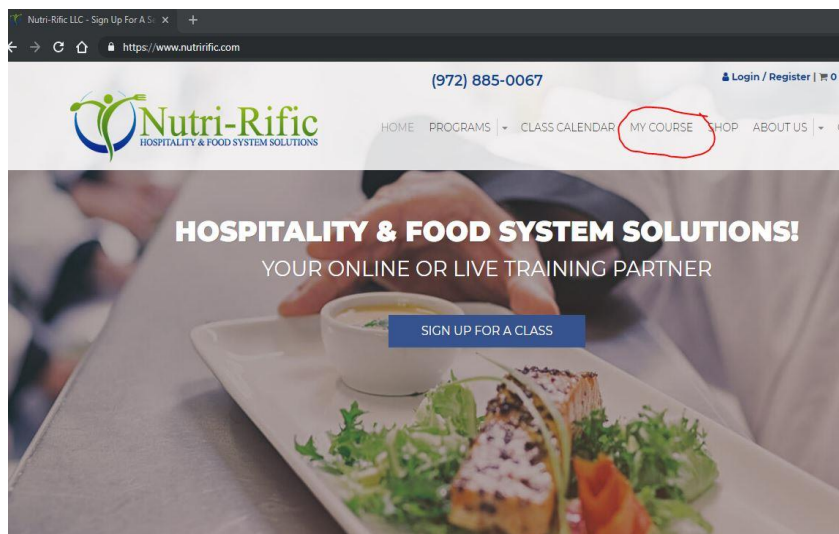 Nutri-Rific LLC - Sign Up For A S
https://www.nutrirific.com
(972) 885-0067
Login / Register | 0
Nutri-Rific
HOSPITALITY & FOOD SYSTEM SOLUTIONS
HOME PROGRAMS CLASS CALENDAR MY COURSE SHOP ABOUT US
HOSPITALITY & FOOD SYSTEM SOLUTIONS!
YOUR ONLINE OR LIVE TRAINING PARTNER
SIGN UP FOR A CLASS